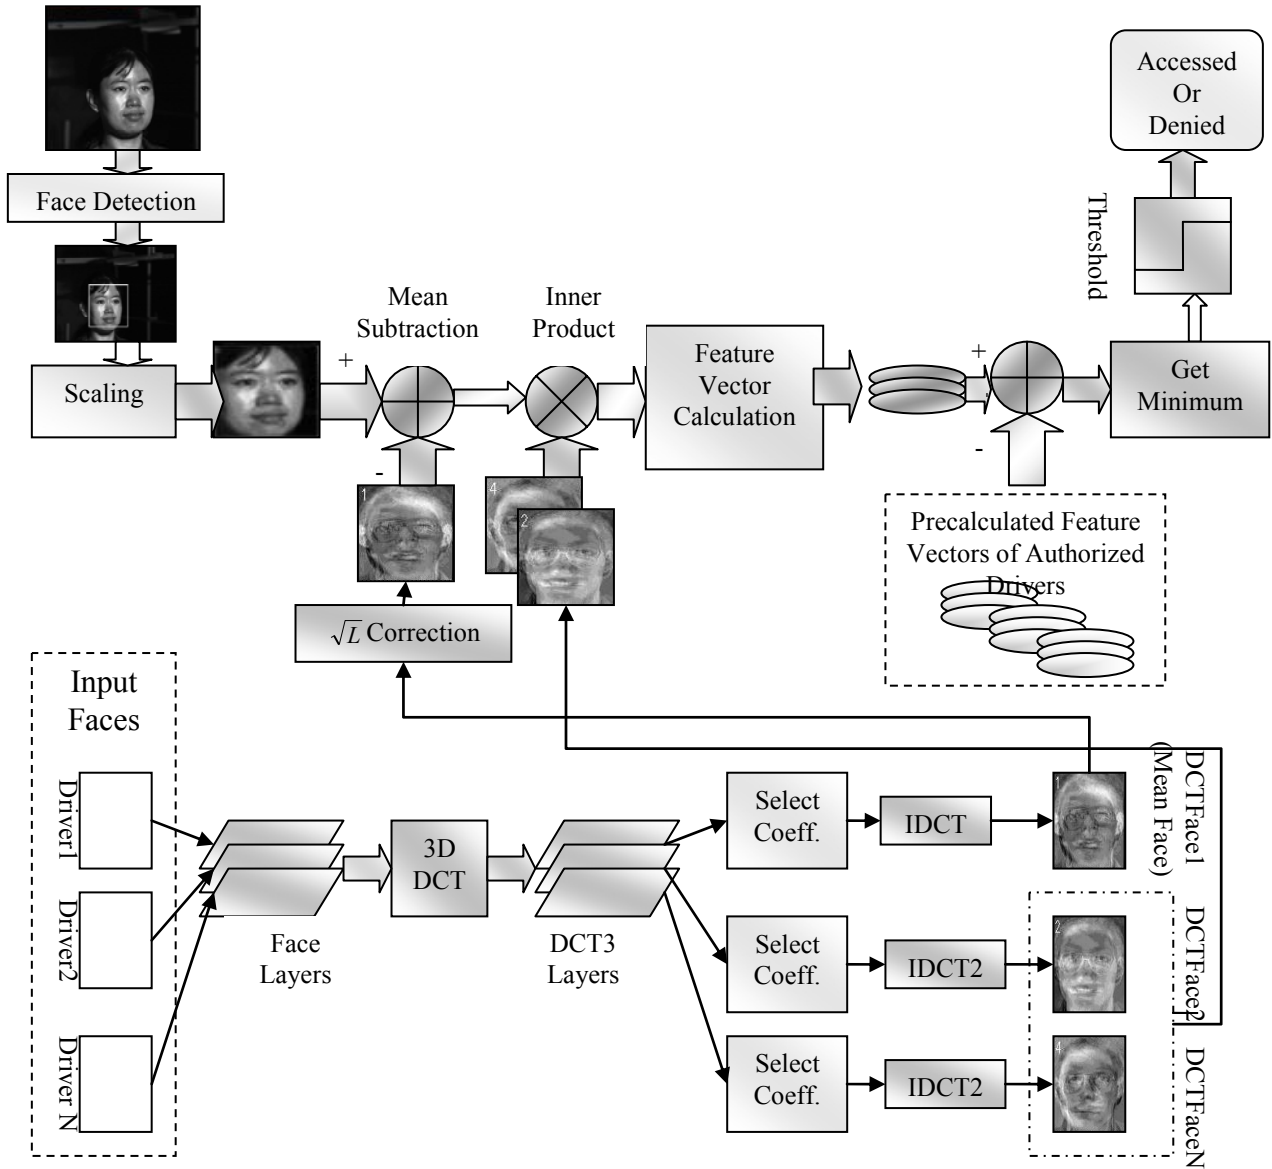 Accessed
Or
Denied
Face Detection
Threshold
Mean
Subtraction
Inner
Product
Scaling
+
-
Feature
Vector
Calculation
+
-
Get
Minimum
1
4
2
Precalculated Feature
Vectors of Authorized
Drivers
√L Correction
Input
Faces
Driver1
Driver2
Driver N
Face
Layers
3D
DCT
DCT3
Layers
Select
Coeff.
IDCT
1
DCTFace1
(Mean Face)
Select
Coeff.
IDCT2
2
DCTFace2
Select
Coeff.
IDCT2
4
DCTFaceN